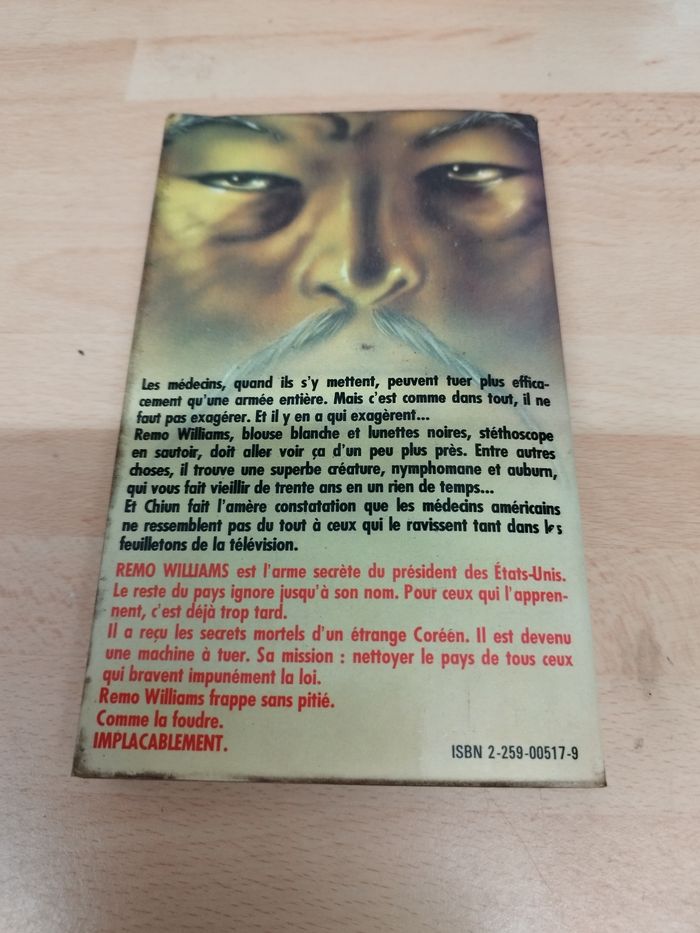 Les médecins, quand ils s'y mettent, peuvent tuer plus effica-
cement qu'une armée entière. Mais c'est comme dans tout, il ne
faut pas exagérer. Et il y en a qui exagèrent...
Remo Williams, blouse blanche et lunettes noires, stéthoscope
en sautoir, doit aller voir ça d'un peu plus près. Entre autres
choses, il trouve une superbe créature, nymphomane et auburn,
qui vous fait vieillir de trente ans en un rien de temps...
Et Chiun fait l'amère constatation que les médecins américains
ne ressemblent pas du tout à ceux qui le ravissent tant dans les
feuilletons de la télévision.
REMO WILLIAMS est l'arme secrète du président des États-Unis.
Le reste du pays ignore jusqu'à son nom. Pour ceux qui l'appren-
nent, c'est déjà trop tard.
Il a reçu les secrets mortels d'un étrange Coréén. Il est devenu
une machine à tuer. Sa mission : nettoyer le pays de tous ceux
qui bravent impunément la loi.
Remo Williams frappe sans pitié.
Comme la foudre.
IMPLACABLEMENT.
ISBN 2-259-00517-9